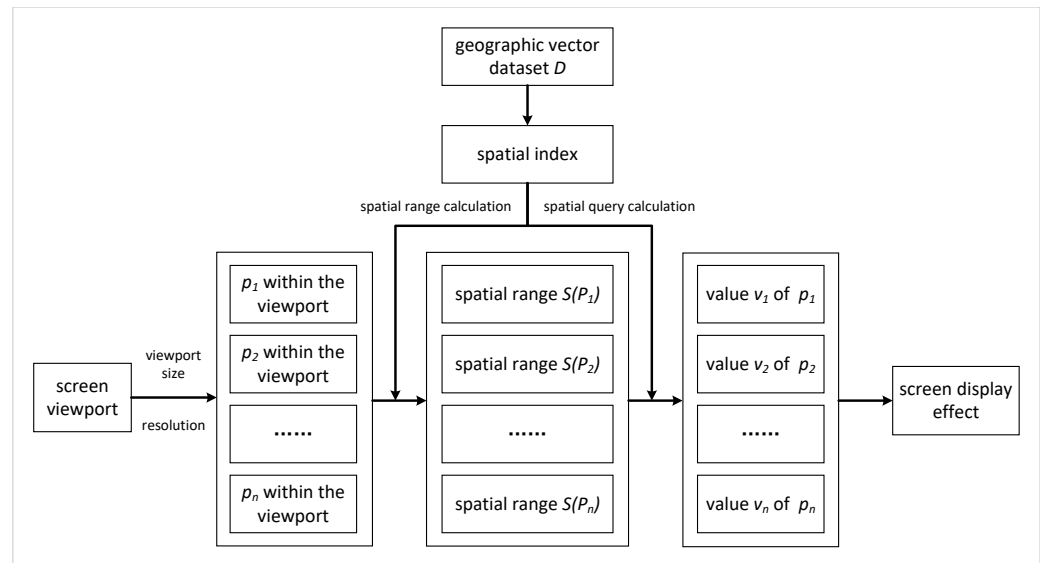 geographic vector
dataset D
spatial index
spatial range calculation
spatial query calculation
screen
viewport
viewport
size
resolution
p1 within the
viewport
p2 within the
viewport
……
pn within the
viewport
spatial range S(P1)
spatial range S(P2)
……
spatial range S(Pn)
value v1 of p1
value v2 of p2
……
value vn of pn
screen display
effect